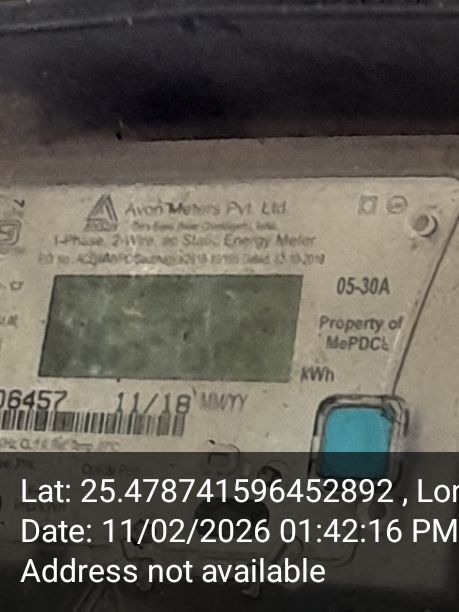 Avon Meters Pvt. Ltd.
1-Phase, 2-Wire, ac Static Energy Meter
05-30A
Property of
MePDCL
kWh
06457 11/18 MM/YY
Lat: 25.478741596452892 , Lon
Date: 11/02/2026 01:42:16 PM
Address not available